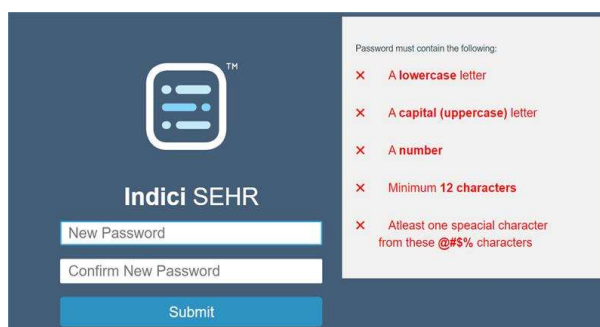 TM
Indici SEHR
New Password
Confirm New Password
Submit
Password must contain the following:
✕ A lowercase letter
✕ A capital (uppercase) letter
✕ A number
✕ Minimum 12 characters
✕ Atleast one speacial character
from these @#$% characters